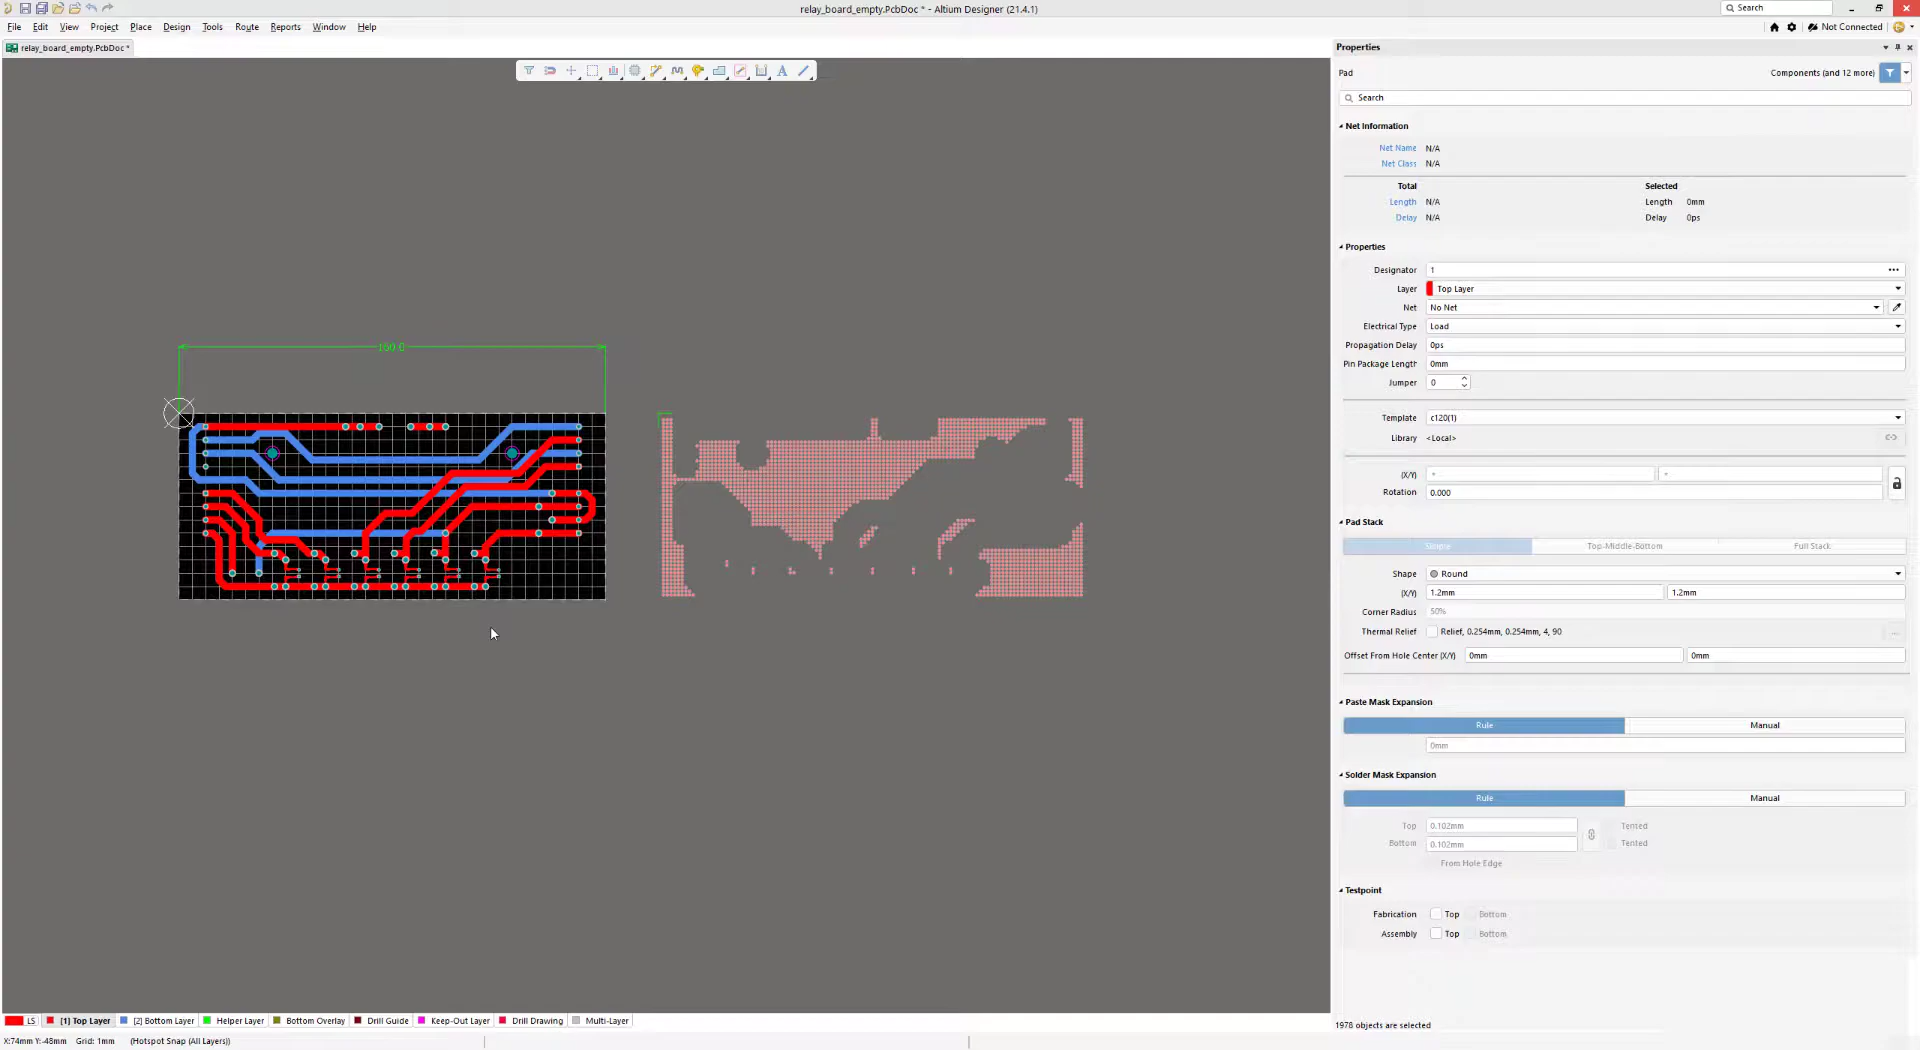 relay_board_empty.PcbDoc * - Altium Designer (21.4.1)
Search
File Edit View Project Place Design Tools Route Reports Window Help
Not Connected
relay_board_empty.PcbDoc *
Properties
Pad
Components (and 12 more)
Search
Net Information
Net Name N/A
Net Class N/A
Total Selected
Length N/A Length 0mm
Delay N/A Delay 0ps
Properties
Designator 1
Layer Top Layer
Net No Net
Electrical Type Load
Propagation Delay 0ps
Pin Package Length 0mm
Jumper 0
Template c120(1)
Library <Local>
(X/Y) * *
Rotation 0.000
Pad Stack
Simple Top-Middle-Bottom Full Stack
Shape Round
(X/Y) 1.2mm 1.2mm
Corner Radius 50%
Thermal Relief Relief, 0.254mm, 0.254mm, 4, 90
Offset From Hole Center (X/Y) 0mm 0mm
Paste Mask Expansion
Rule Manual
0mm
Solder Mask Expansion
Rule Manual
Top 0.102mm Tented
Bottom 0.102mm Tented
From Hole Edge
Testpoint
Fabrication Top Bottom
Assembly Top Bottom
1978 objects are selected
LS [1] Top Layer [2] Bottom Layer Helper Layer Bottom Overlay Drill Guide Keep-Out Layer Drill Drawing Multi-Layer
X:74mm Y:-48mm Grid: 1mm (Hotspot Snap (All Layers))